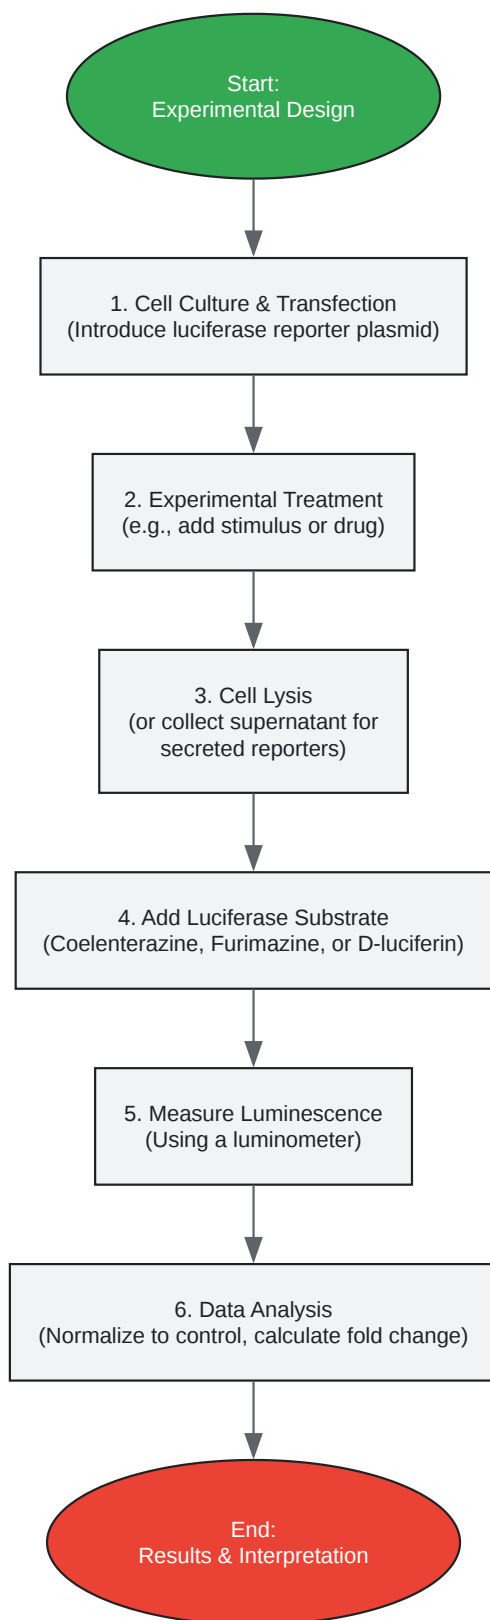 Start:
Experimental Design
1. Cell Culture & Transfection
(Introduce luciferase reporter plasmid)
2. Experimental Treatment
(e.g., add stimulus or drug)
3. Cell Lysis
(or collect supernatant for
secreted reporters)
4. Add Luciferase Substrate
(Coelenterazine, Furimazine, or D-luciferin)
5. Measure Luminescence
(Using a luminometer)
6. Data Analysis
(Normalize to control, calculate fold change)
End:
Results & Interpretation